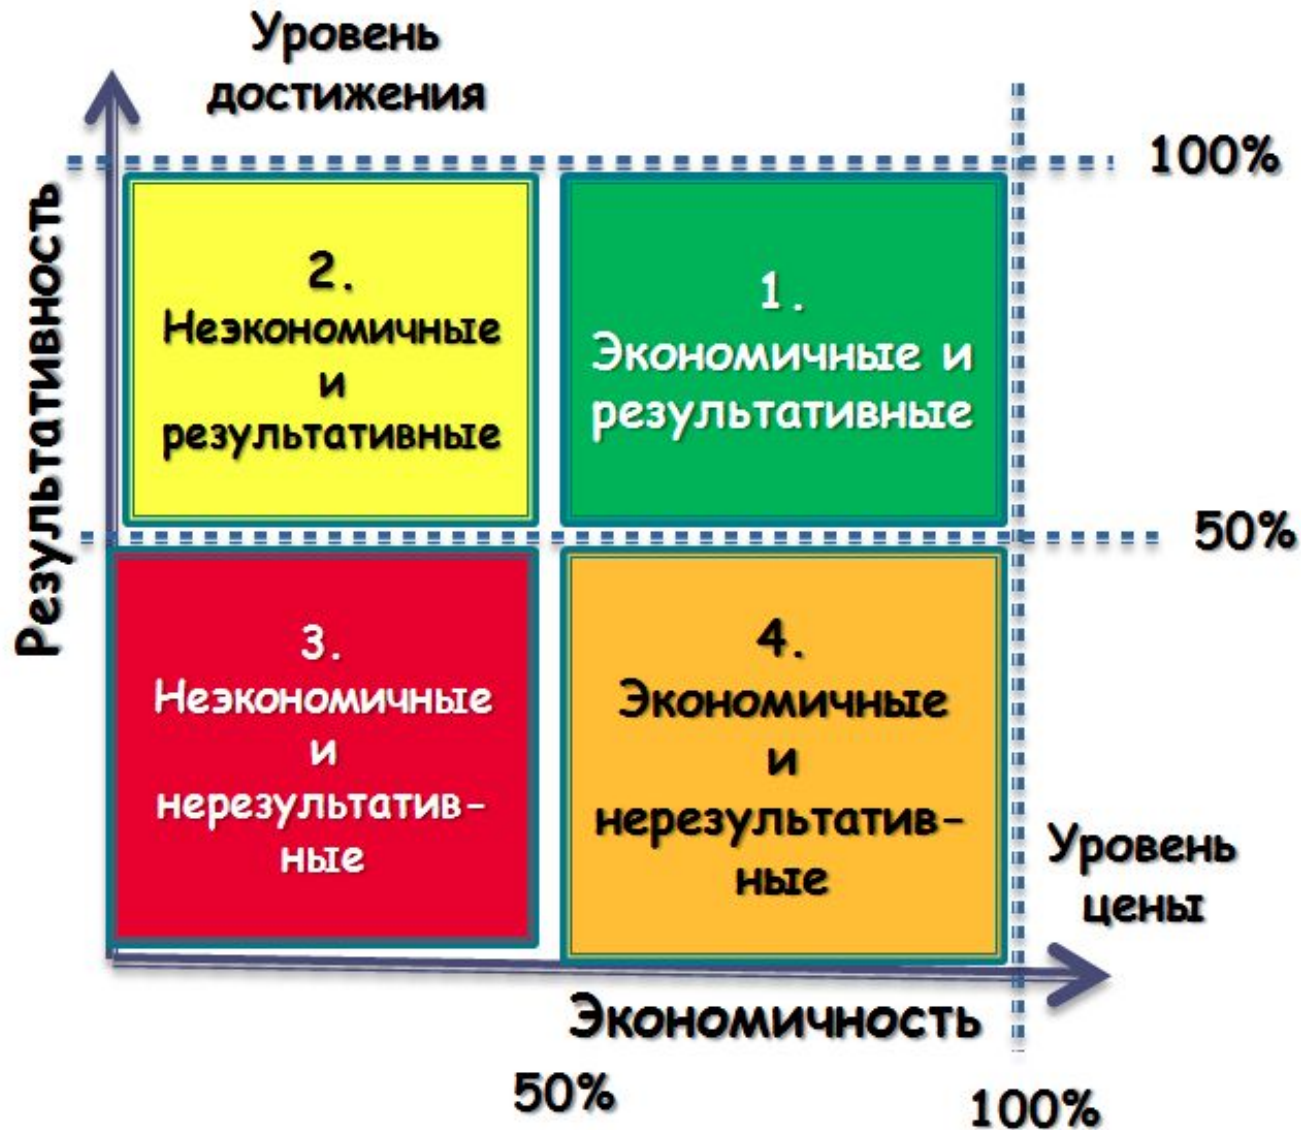 Уровень
достижения
100%
Результативность
2.
Неэкономичные
и
результативные
1.
Экономичные и
результативные
50%
3.
Неэкономичные
и
нерезультатив-
ные
4.
Экономичные
и
нерезультатив-
ные
Уровень
цены
Экономичность
50%
100%